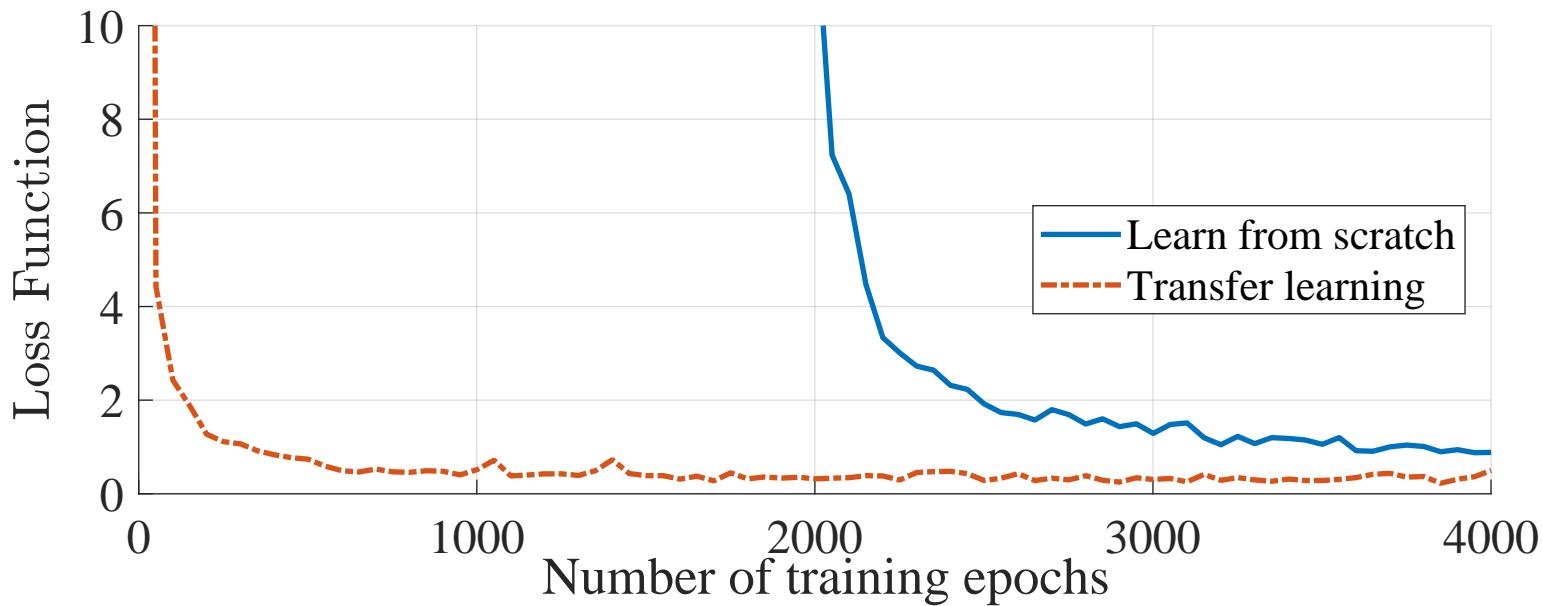 10
8
6
4
2
0
Loss Function
Learn from scratch
Transfer learning
0 1000 2000 3000 4000
Number of training epochs